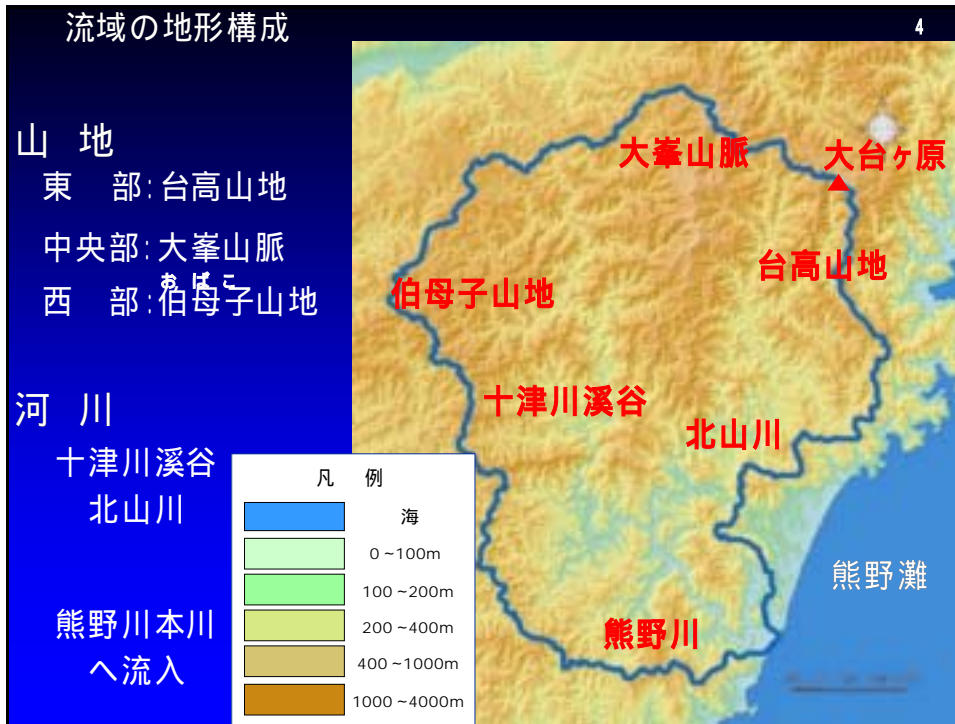 流域の地形構成
4
山 地
東 部:台高山地
中央部:大峯山脈
おばこ
西 部:伯母子山地
河 川
十津川溪谷
北山川
熊野川本川
へ流入
凡 例
海
0~100m
100~200m
200~400m
400~1000m
1000~4000m
大峯山脈
大台ヶ原
台高山地
伯母子山地
十津川溪谷
北山川
熊野灘
熊野川